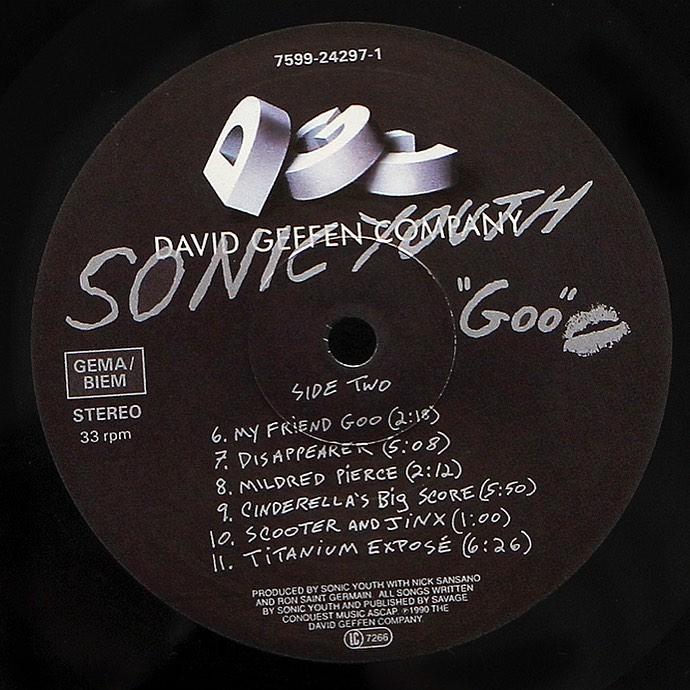 7599-24297-1
DGC
DAVID GEFFEN COMPANY
SONIC YOUTH
"Goo"
GEMA/
BIEM
STEREO
33 rpm
SIDE TWO
6. MY FRiEND GOO (2:18)
7. DISAPPEARER (5:08)
8. MILDRED PiERCE (2:12)
9. CINDERELLA'S Big SCORE (5:50)
10. SCOOTER AND JiNX (1:00)
11. TiTANIUM EXPOSÉ (6:26)
PRODUCED BY SONIC YOUTH WITH NICK SANSANO
AND RON SAINT GERMAIN. ALL SONGS WRITTEN
BY SONIC YOUTH AND PUBLISHED BY SAVAGE
CONQUEST MUSIC ASCAP. ℗1990 THE
DAVID GEFFEN COMPANY
LC 7266